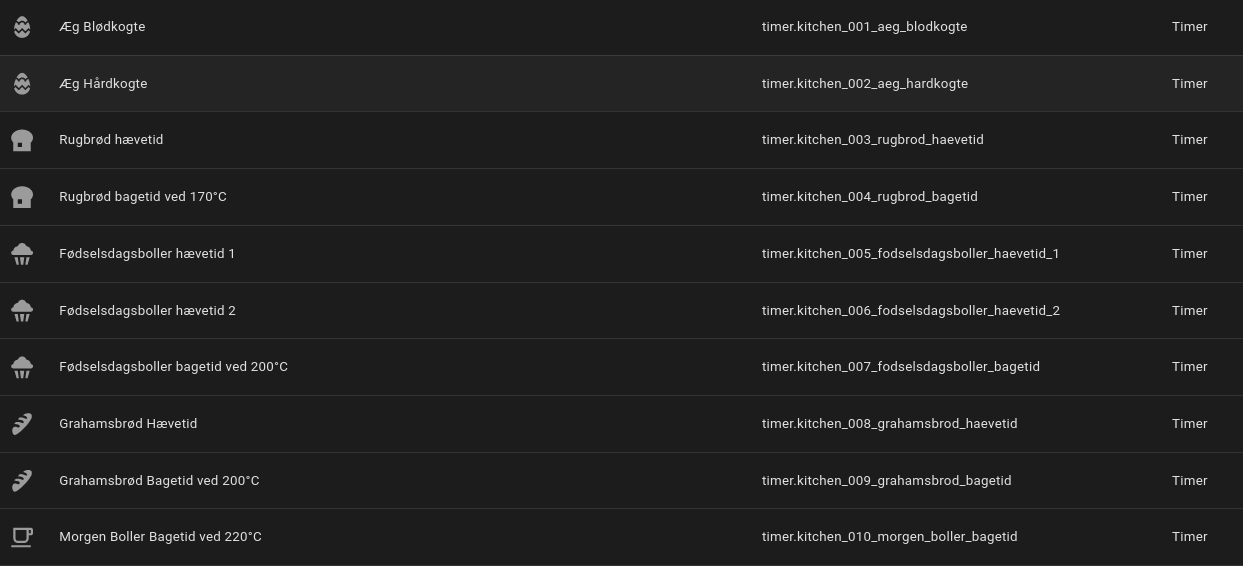 Æg Blødkogte timer.kitchen_001_aeg_blodkogte Timer
Æg Hårdkogte timer.kitchen_002_aeg_hardkogte Timer
Rugbrød hævetid timer.kitchen_003_rugbrod_haevetid Timer
Rugbrød bagetid ved 170°C timer.kitchen_004_rugbrod_bagetid Timer
Fødselsdagsboller hævetid 1 timer.kitchen_005_fodselsdagsboller_haevetid_1 Timer
Fødselsdagsboller hævetid 2 timer.kitchen_006_fodselsdagsboller_haevetid_2 Timer
Fødselsdagsboller bagetid ved 200°C timer.kitchen_007_fodselsdagsboller_bagetid Timer
Grahamsbrød Hævetid timer.kitchen_008_grahamsbrod_haevetid Timer
Grahamsbrød Bagetid ved 200°C timer.kitchen_009_grahamsbrod_bagetid Timer
Morgen Boller Bagetid ved 220°C timer.kitchen_010_morgen_boller_bagetid Timer